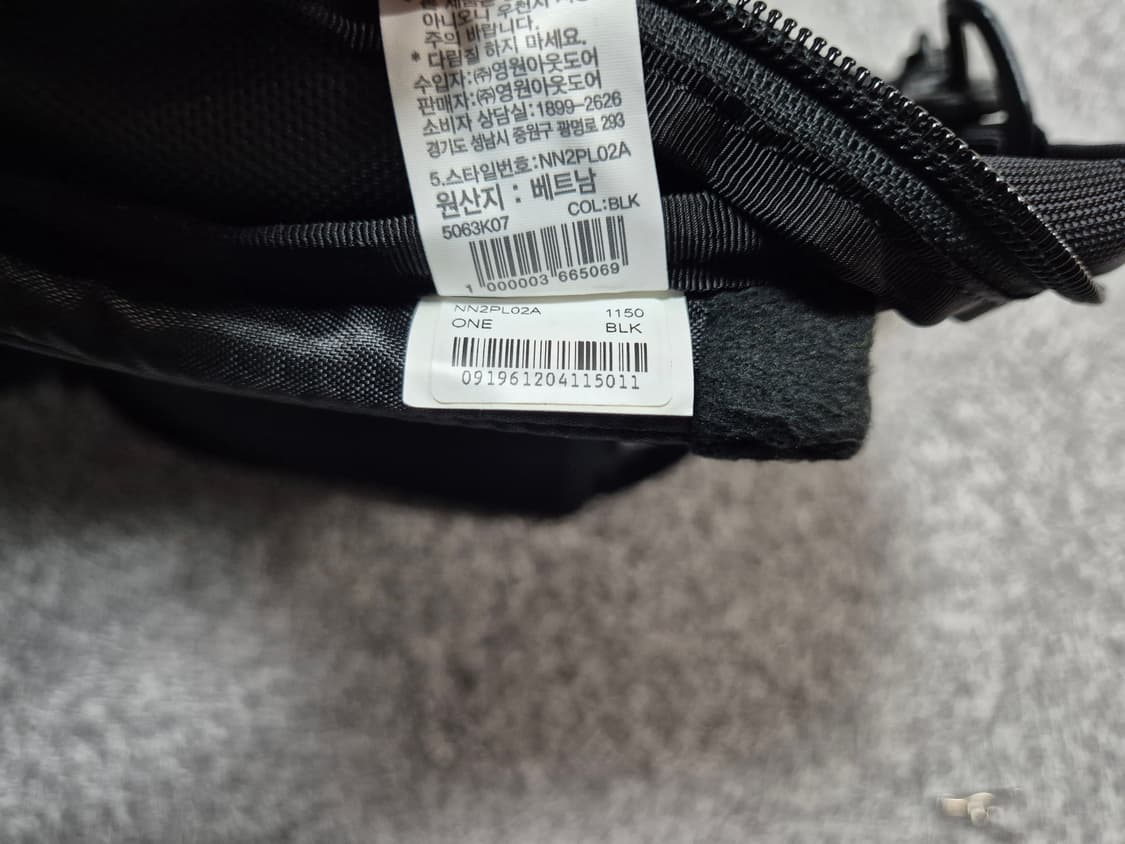 아니오니 우천시
주의 바랍니다.
* 다림질 하지 마세요.
수입자:㈜영원아웃도어
판매자:㈜영원아웃도어
소비자 상담실:1899-2626
경기도 성남시 중원구 광명로 293
5.스타일번호:NN2PL02A
원산지 : 베트남
5063K07 COL:BLK
1 000003 665069
NN2PL02A 1150
ONE BLK
091961204115011